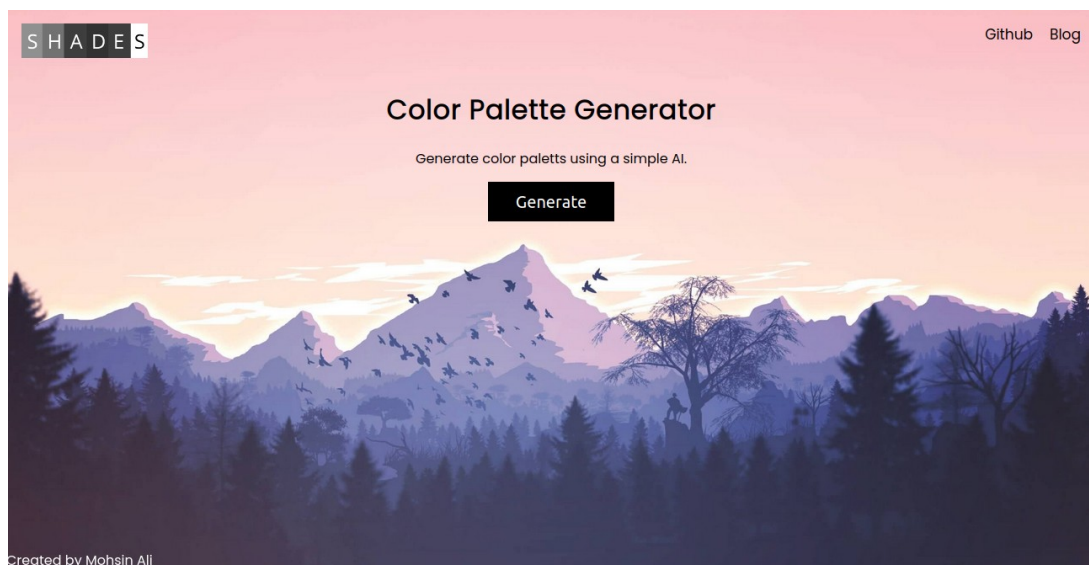 SHADES
Github Blog
Color Palette Generator
Generate color paletts using a simple AI.
Generate
Created by Mohsin Ali